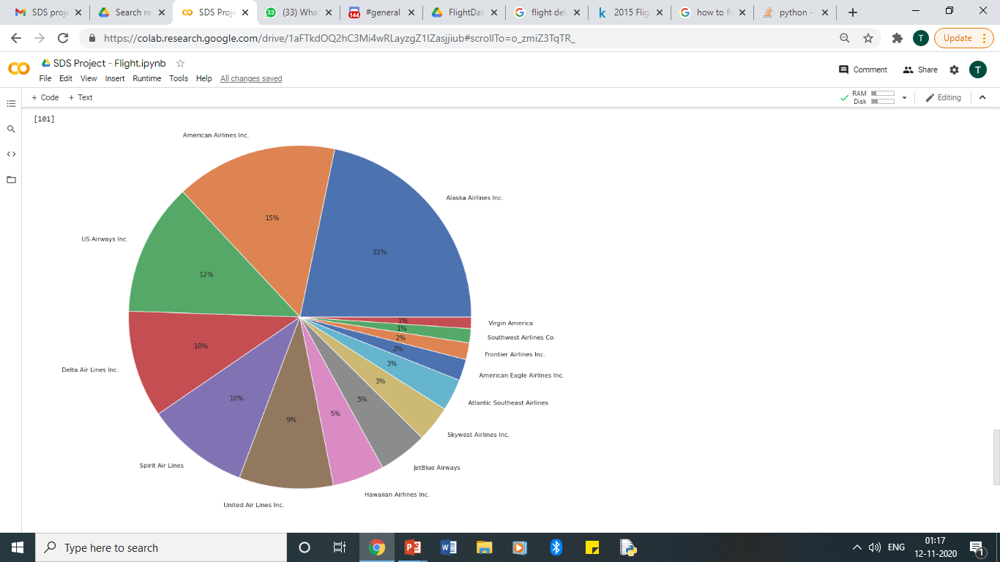 SDS proje
Search re
SDS Proje
33
(33) What
144
#general
FlightDat
flight del
2015 Flig
how to fi
python -
https://colab.research.google.com/drive/1aFTkdOQ2hC3Mi4wRLayzgZ1IZasjjiub#scrollTo=o_zmiZ3TqTR_
T
Update
SDS Project - Flight.ipynb
File Edit View Insert Runtime Tools Help All changes saved
Comment
Share
T
+ Code + Text
RAM
Disk
Editing
[101]
American Airlines Inc.
Alaska Airlines Inc.
15%
US Airways Inc.
22%
12%
1%
Virgin America
1%
Southwest Airlines Co.
2%
Frontier Airlines Inc.
2%
American Eagle Airlines Inc.
3%
Atlantic Southeast Airlines
3%
Skywest Airlines Inc.
5%
JetBlue Airways
5%
Hawaiian Airlines Inc.
9%
United Air Lines Inc.
10%
Spirit Air Lines
10%
Delta Air Lines Inc.
Type here to search
ENG
01:17
12-11-2020
1